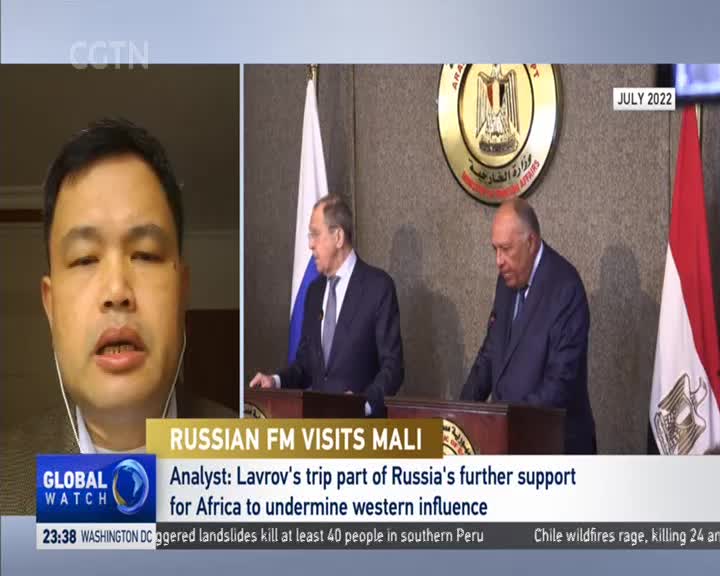 CGTN
JULY 2022
وزارة الخارجية
RUSSIAN FM VISITS MALI
Analyst: Lavrov's trip part of Russia's further support
for Africa to undermine western influence
GLOBAL
WATCH
23:38 WASHINGTON DC
ggered landslides kill at least 40 people in southern Peru Chile wildfires rage, killing 24 an